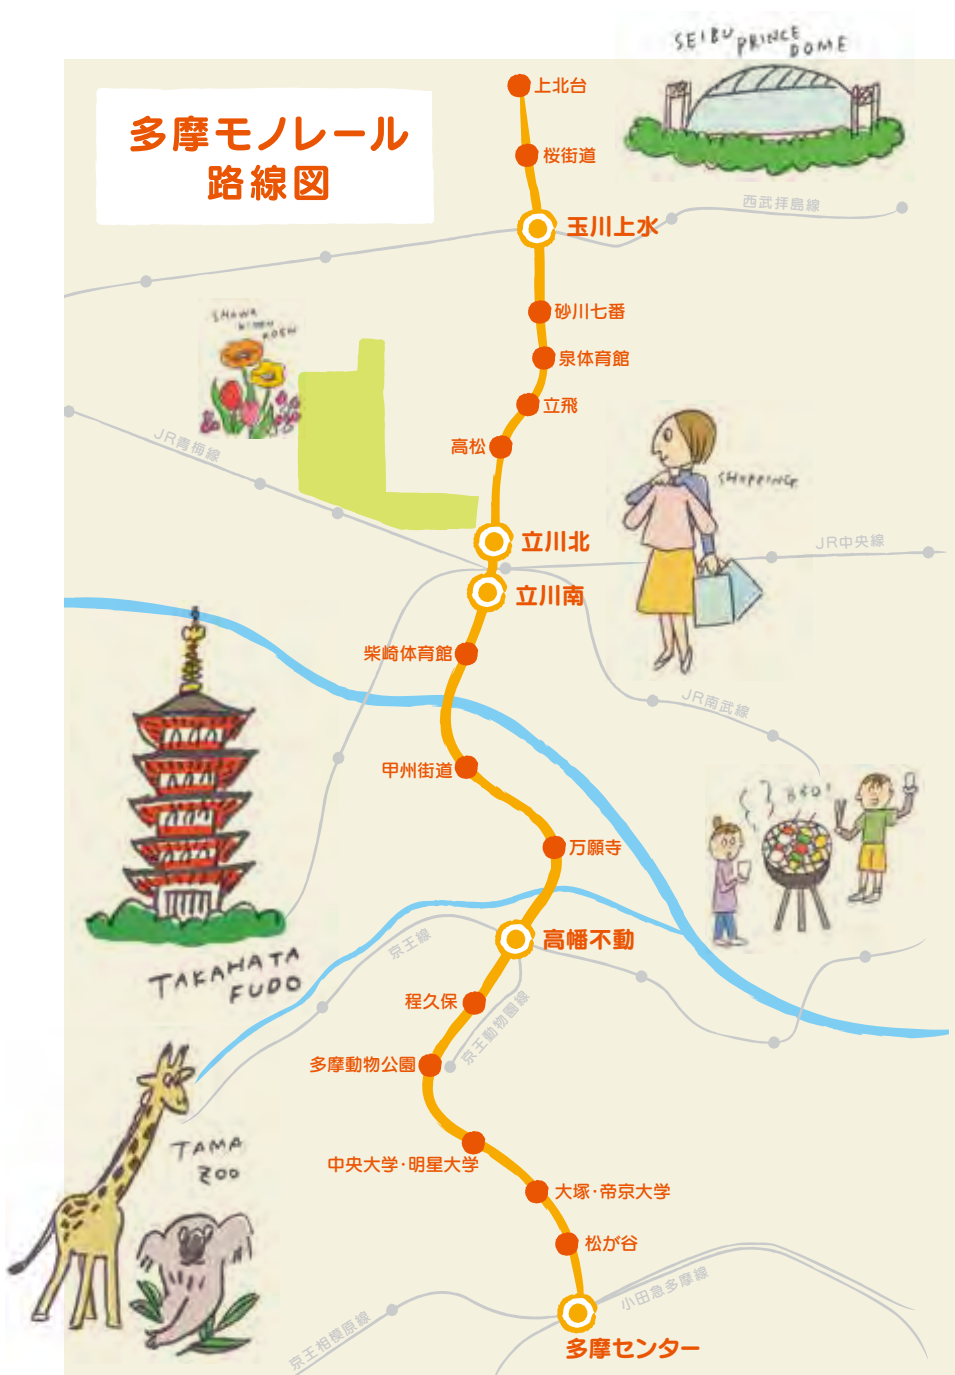 SEIBU PRINCE DOME
多摩モノレール
路線図
上北台
桜街道
西武拝島線
玉川上水
砂川七番
SHOWA
KINEN
KOEN
泉体育館
立飛
高松
JR青梅線
SHOPPING
立川北
JR中央線
立川南
柴崎体育館
JR南武線
甲州街道
BBQ!
万願寺
京王線
高幡不動
TAKAHATA
FUDO
程久保
京王動物園線
多摩動物公園
TAMA
ZOO
中央大学・明星大学
大塚・帝京大学
松が谷
小田急多摩線
京王相模原線
多摩センター